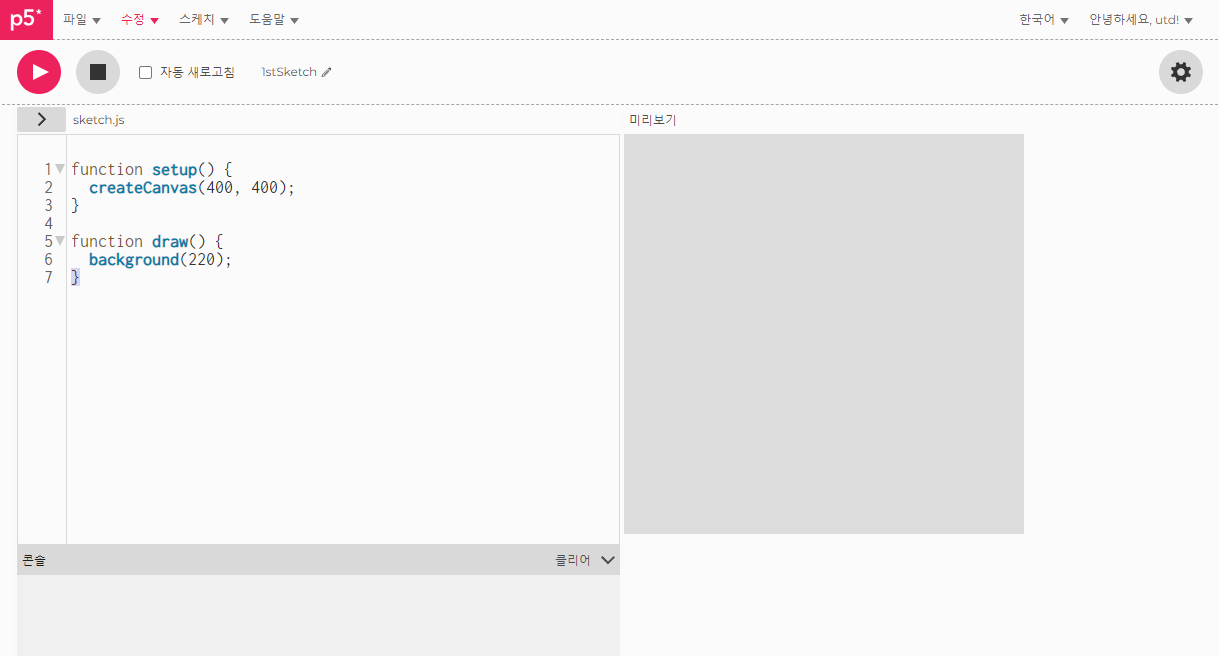 p5* 파일 수정 스케치 도움말 한국어 안녕하세요, utd!
자동 새로고침 1stSketch
sketch.js 미리보기
1 function setup() {
2 createCanvas(400, 400);
3 }
4
5 function draw() {
6 background(220);
7 }
콘솔 클리어